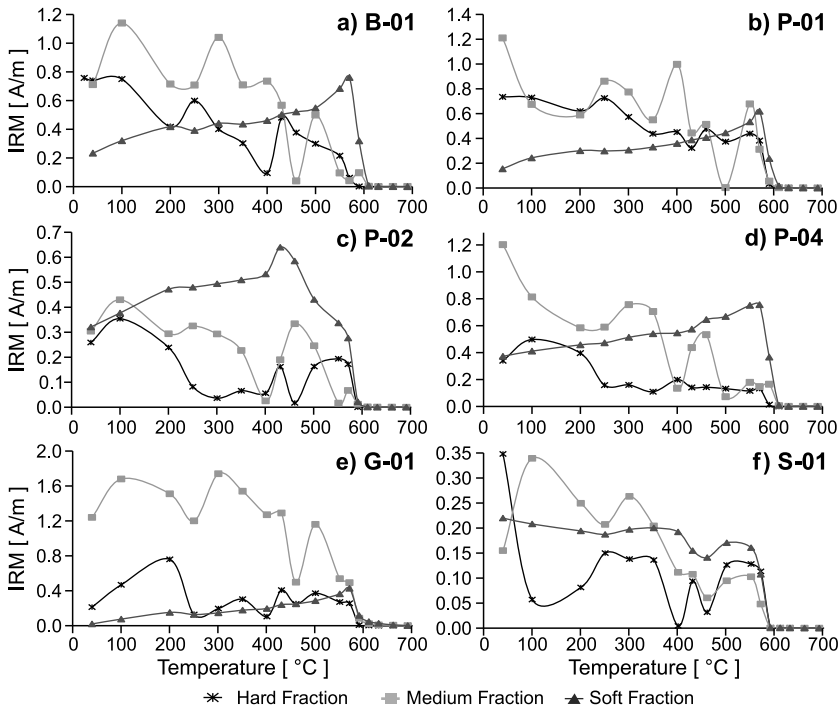 a) B-01
b) P-01
IRM [ A/m ]
1.2
1.0
0.8
0.6
0.4
0.2
0.0
0 100 200 300 400 500 600 700
1.4
1.2
1.0
0.8
0.6
0.4
0.2
0.0
0 100 200 300 400 500 600 700
c) P-02
d) P-04
IRM [ A/m ]
0.7
0.6
0.5
0.4
0.3
0.2
0.1
0.0
0 100 200 300 400 500 600 700
1.2
1.0
0.8
0.6
0.4
0.2
0.0
0 100 200 300 400 500 600 700
e) G-01
f) S-01
IRM [ A/m ]
2.0
1.6
1.2
0.8
0.4
0.0
0 100 200 300 400 500 600 700
Temperature [ °C ]
0.35
0.30
0.25
0.20
0.15
0.10
0.05
0.00
0 100 200 300 400 500 600 700
Temperature [ °C ]
Hard Fraction Medium Fraction Soft Fraction